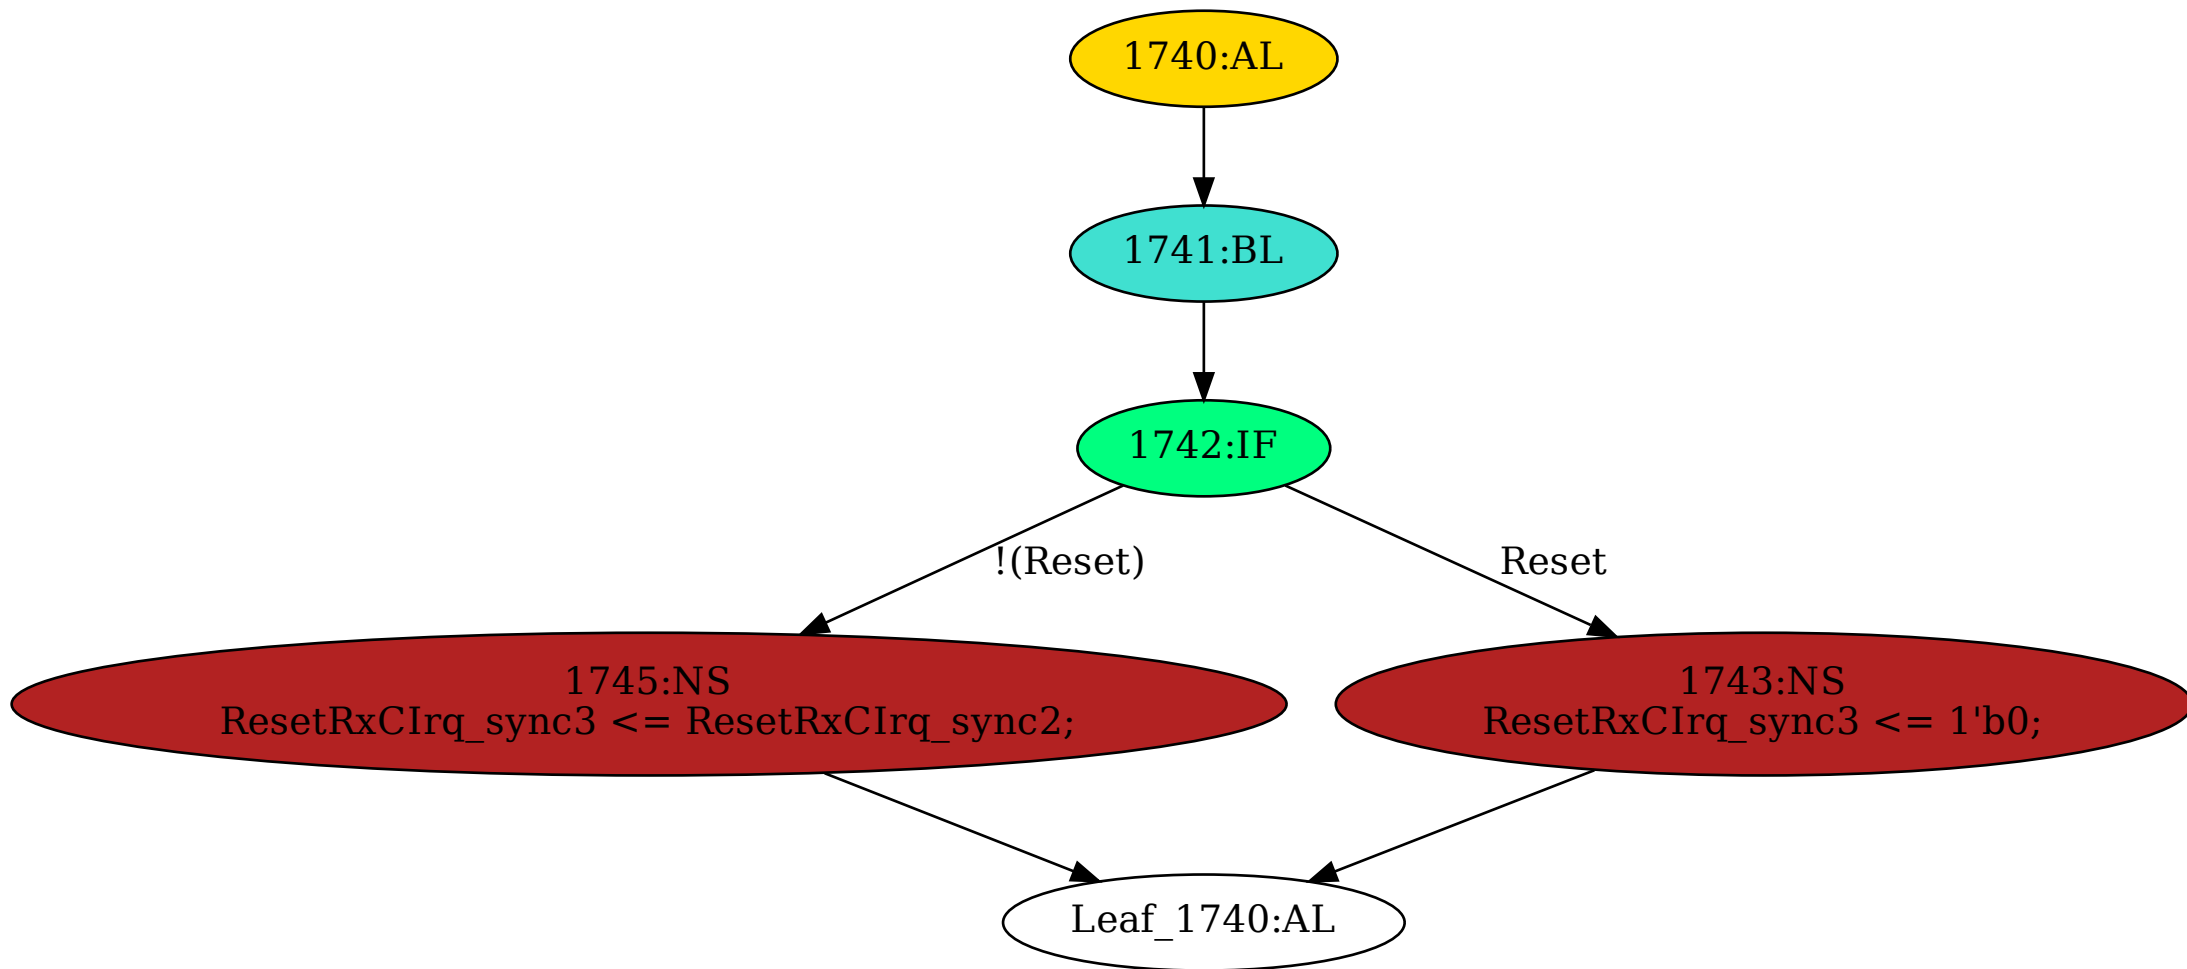 1740:AL
1741:BL
1742:IF
!(Reset)
Reset
1745:NS
ResetRxCIrq_sync3 <= ResetRxCIrq_sync2;
1743:NS
ResetRxCIrq_sync3 <= 1'b0;
Leaf_1740:AL